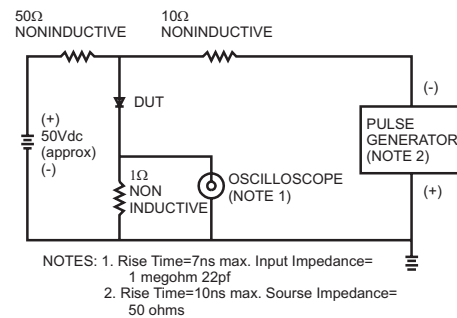 50Ω
NONINDUCTIVE
10Ω
NONINDUCTIVE
(+)
50Vdc
(approx)
(-)
DUT
1Ω
NON
INDUCTIVE
OSCILLOSCOPE
(NOTE 1)
(-)
PULSE
GENERATOR
(NOTE 2)
(+)
NOTES: 1. Rise Time=7ns max. Input Impedance=
1 megohm 22pf
2. Rise Time=10ns max. Sourse Impedance=
50 ohms